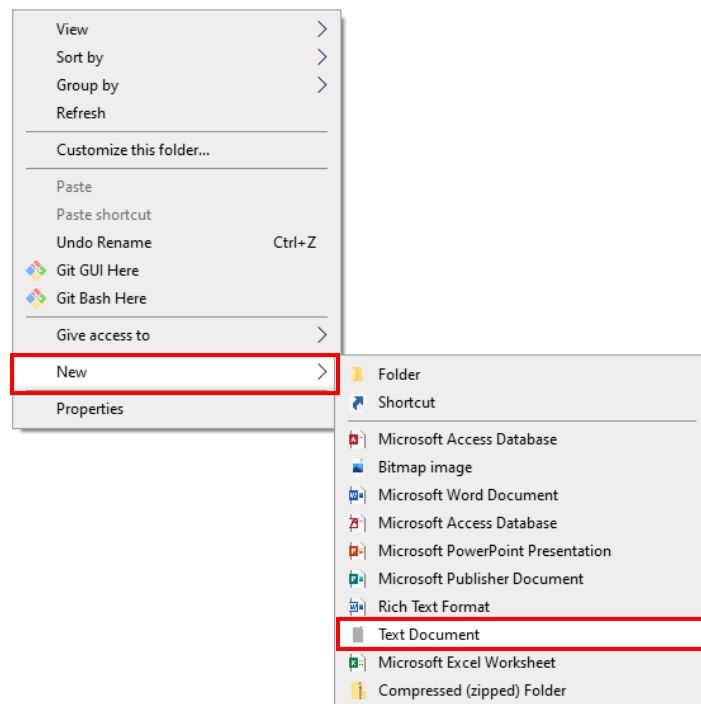 View
Sort by
Group by
Refresh
Customize this folder...
Paste
Paste shortcut
Undo Rename Ctrl+Z
Git GUI Here
Git Bash Here
Give access to
New
Properties
Folder
Shortcut
Microsoft Access Database
Bitmap image
Microsoft Word Document
Microsoft Access Database
Microsoft PowerPoint Presentation
Microsoft Publisher Document
Rich Text Format
Text Document
Microsoft Excel Worksheet
Compressed (zipped) Folder